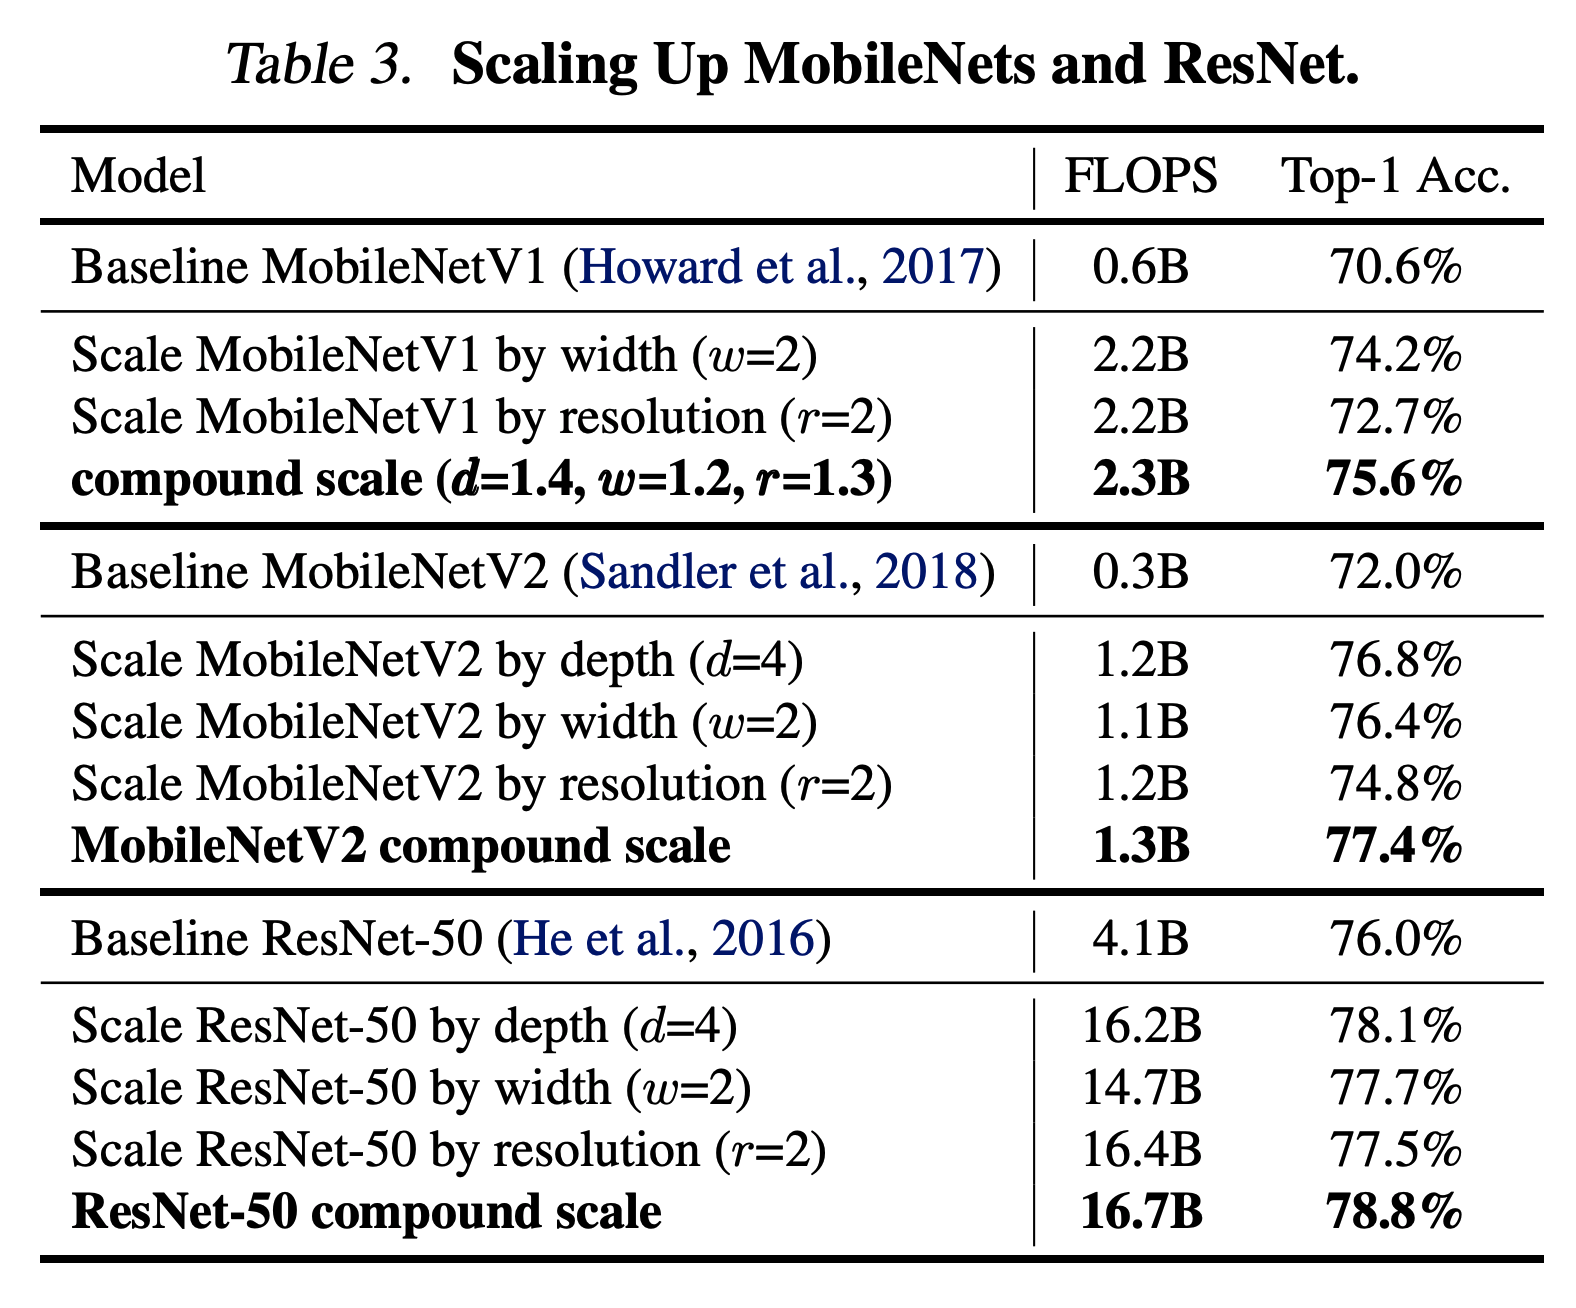 Table 3. Scaling Up MobileNets and ResNet.
Model FLOPS Top-1 Acc.
Baseline MobileNetV1 (Howard et al., 2017) 0.6B 70.6%
Scale MobileNetV1 by width (w=2) 2.2B 74.2%
Scale MobileNetV1 by resolution (r=2) 2.2B 72.7%
compound scale (d=1.4, w=1.2, r=1.3) 2.3B 75.6%
Baseline MobileNetV2 (Sandler et al., 2018) 0.3B 72.0%
Scale MobileNetV2 by depth (d=4) 1.2B 76.8%
Scale MobileNetV2 by width (w=2) 1.1B 76.4%
Scale MobileNetV2 by resolution (r=2) 1.2B 74.8%
MobileNetV2 compound scale 1.3B 77.4%
Baseline ResNet-50 (He et al., 2016) 4.1B 76.0%
Scale ResNet-50 by depth (d=4) 16.2B 78.1%
Scale ResNet-50 by width (w=2) 14.7B 77.7%
Scale ResNet-50 by resolution (r=2) 16.4B 77.5%
ResNet-50 compound scale 16.7B 78.8%